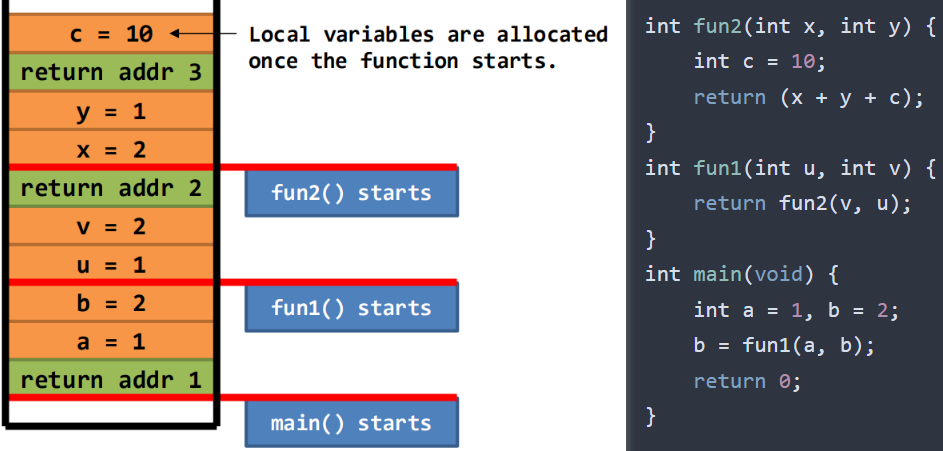 c = 10
return addr 3
y = 1
x = 2
return addr 2
v = 2
u = 1
b = 2
a = 1
return addr 1
Local variables are allocated
once the function starts.
fun2() starts
fun1() starts
main() starts
int fun2(int x, int y) {
    int c = 10;
    return (x + y + c);
}
int fun1(int u, int v) {
    return fun2(v, u);
}
int main(void) {
    int a = 1, b = 2;
    b = fun1(a, b);
    return 0;
}